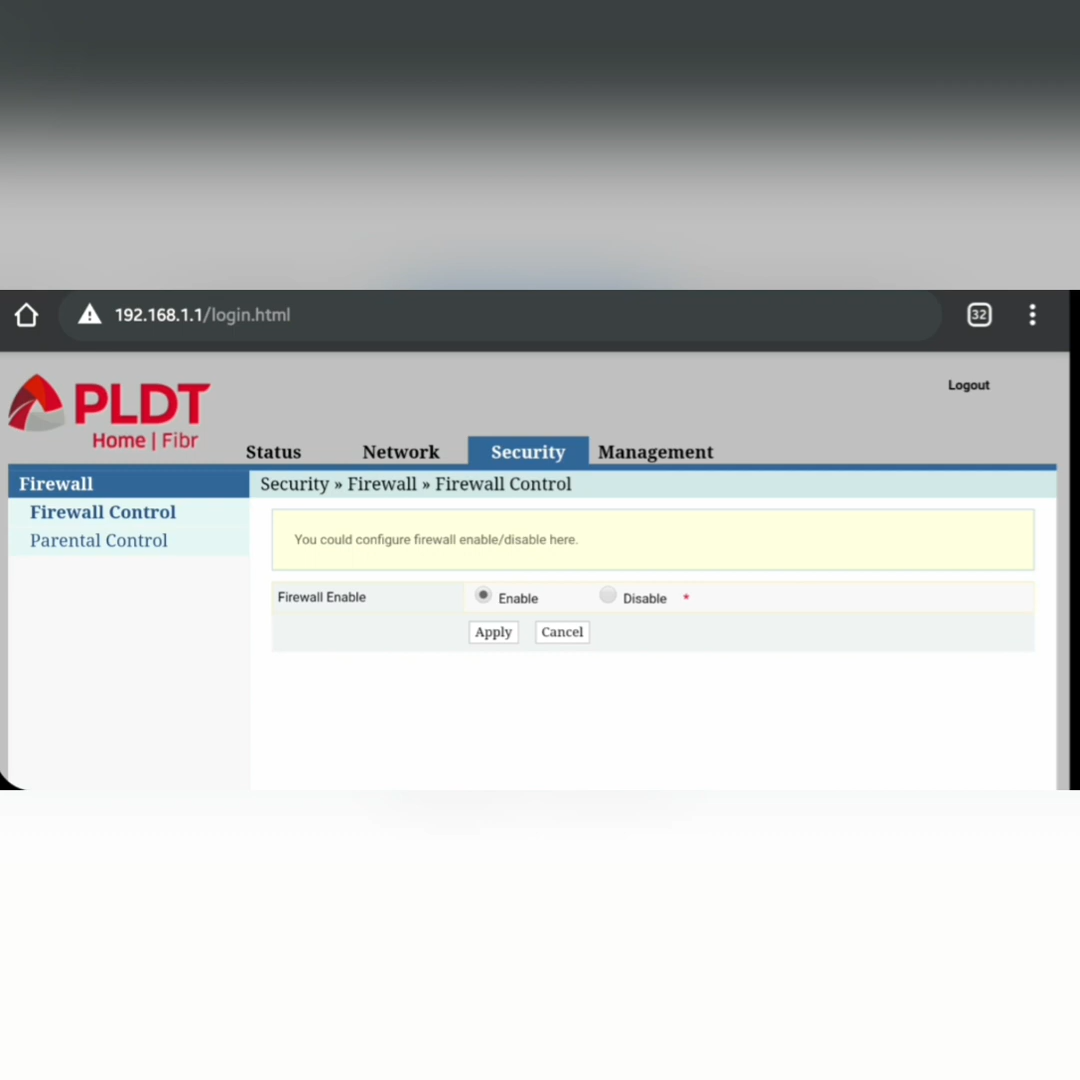 192.168.1.1/login.html
32
Logout
PLDT
Home | Fibr
Status Network Security Management
Firewall
Security » Firewall » Firewall Control
Firewall Control
Parental Control
You could configure firewall enable/disable here.
Firewall Enable Enable Disable *
Apply Cancel